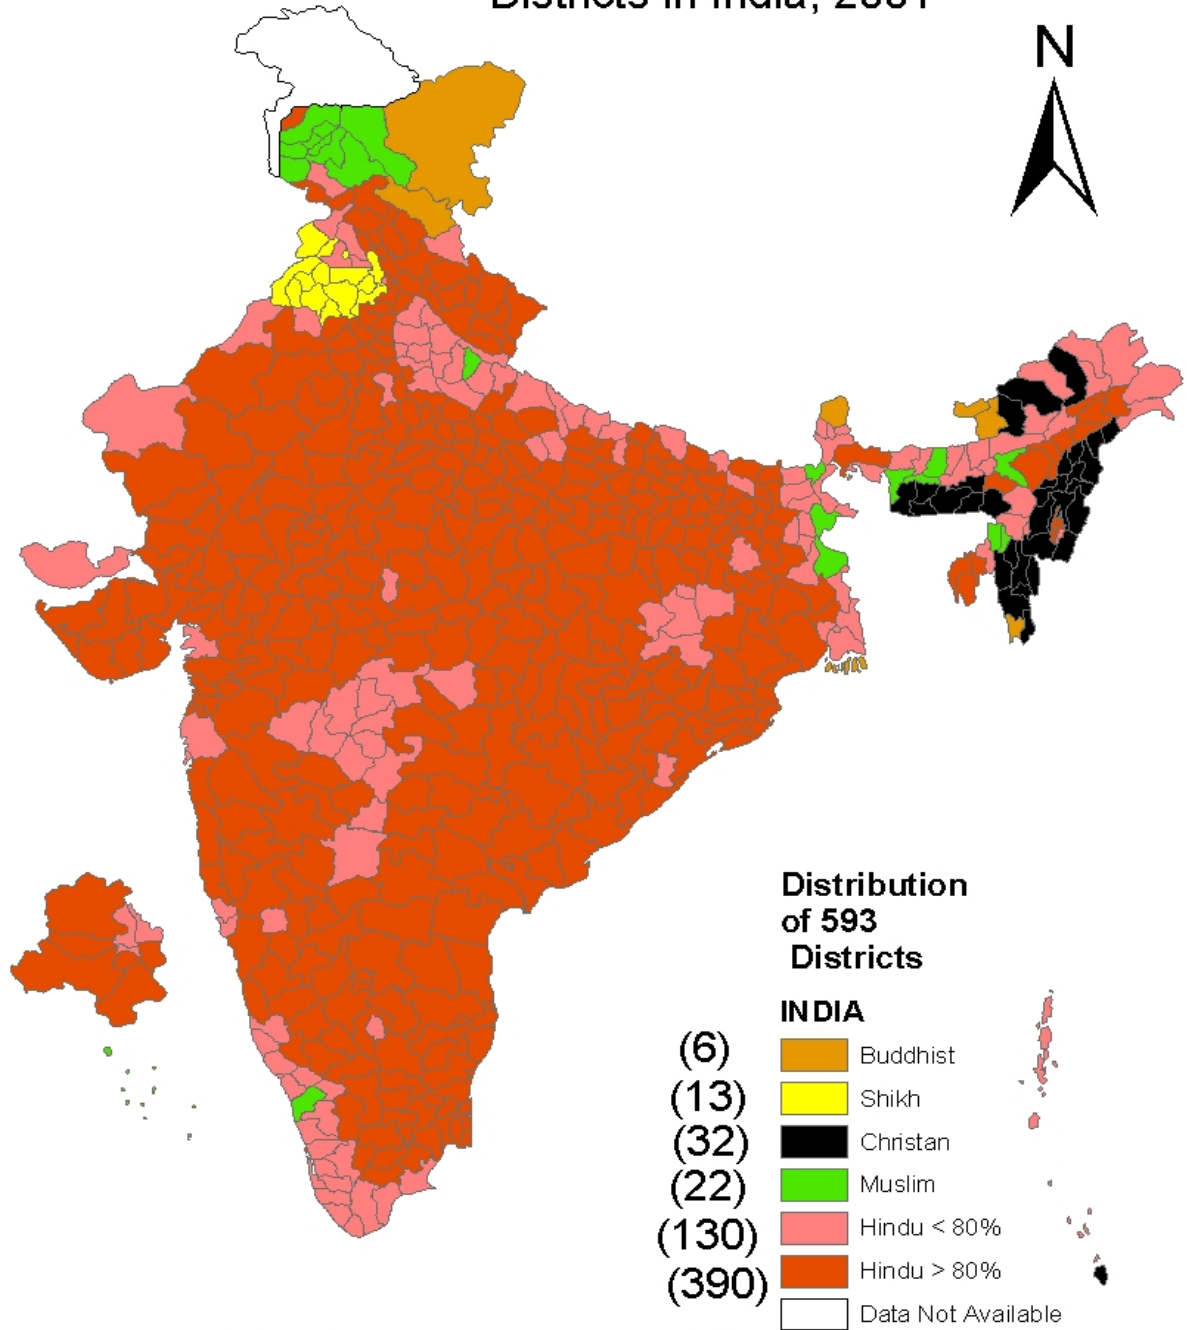 Districts in India, 2001
N
Distribution
of 593
Districts
INDIA
(6) Buddhist
(13) Shikh
(32) Christan
(22) Muslim
(130) Hindu < 80%
(390) Hindu > 80%
Data Not Available